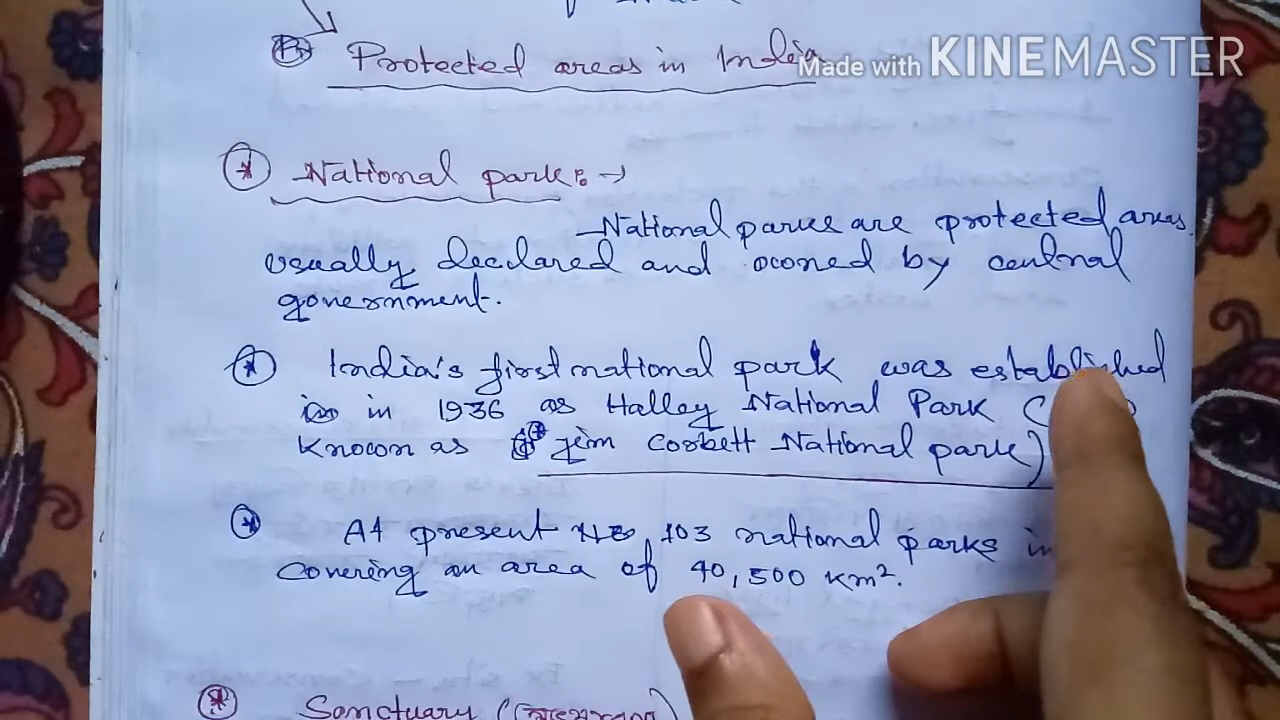 B Protected areas in India
Made with KINEMASTER
* National park :→
National parks are protected areas.
usually declared and owned by central
government.
* India's first national park was established
in 1936 as Halley National Park (
known as Jim Corbett National park)
* At present 103 national parks in
covering an area of 40,500 km².
* Sanctuary (